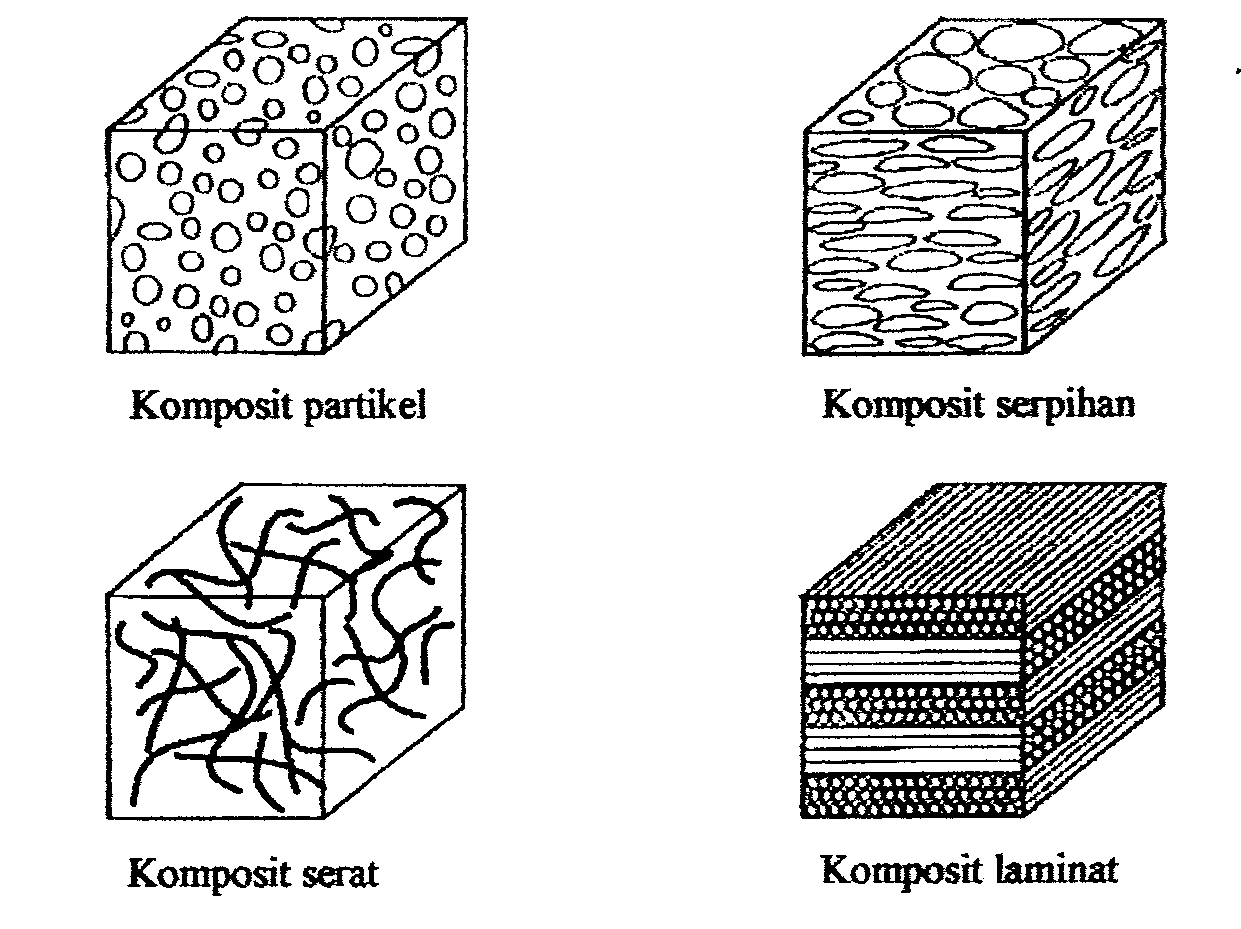 Komposit partikel
Komposit serpihan
Komposit serat
Komposit laminat